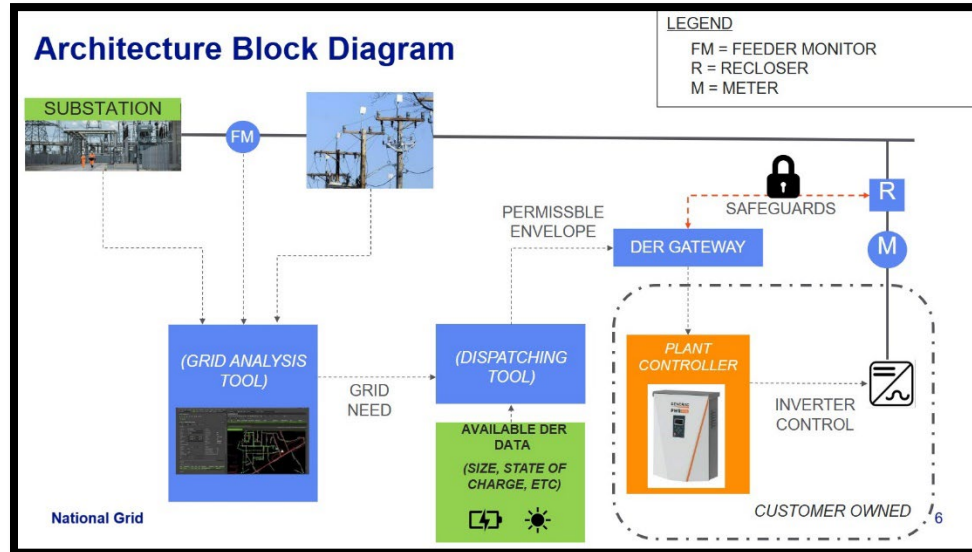 Architecture Block Diagram
LEGEND
FM = FEEDER MONITOR
R = RECLOSER
M = METER
SUBSTATION
FM
R
SAFEGUARDS
PERMISSBLE
ENVELOPE
DER GATEWAY
M
(GRID ANALYSIS
TOOL)
GRID
NEED
(DISPATCHING
TOOL)
PLANT
CONTROLLER
INVERTER
CONTROL
AVAILABLE DER
DATA
(SIZE, STATE OF
CHARGE, ETC)
CUSTOMER OWNED
National Grid
6